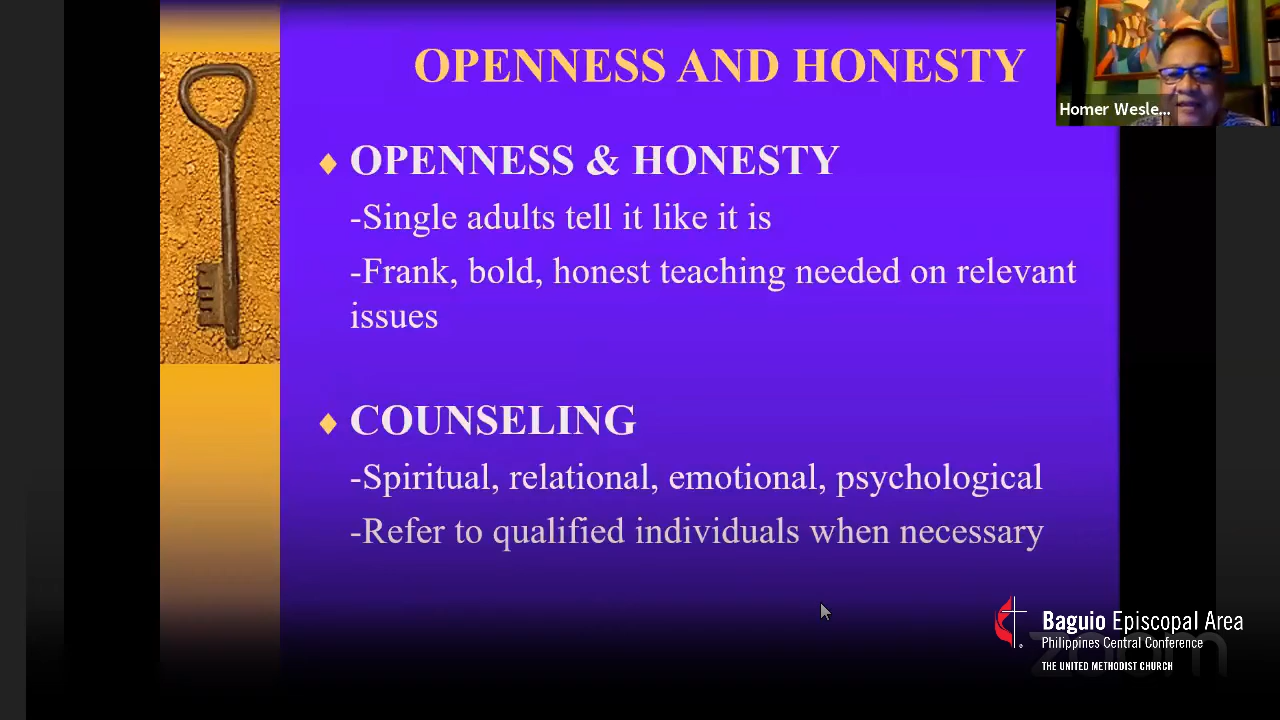 OPENNESS AND HONESTY
Homer Wesle...
OPENNESS & HONESTY
-Single adults tell it like it is
-Frank, bold, honest teaching needed on relevant
issues
COUNSELING
-Spiritual, relational, emotional, psychological
-Refer to qualified individuals when necessary
Baguio Episcopal Area
Philippines Central Conference
zoom
THE UNITED METHODIST CHURCH